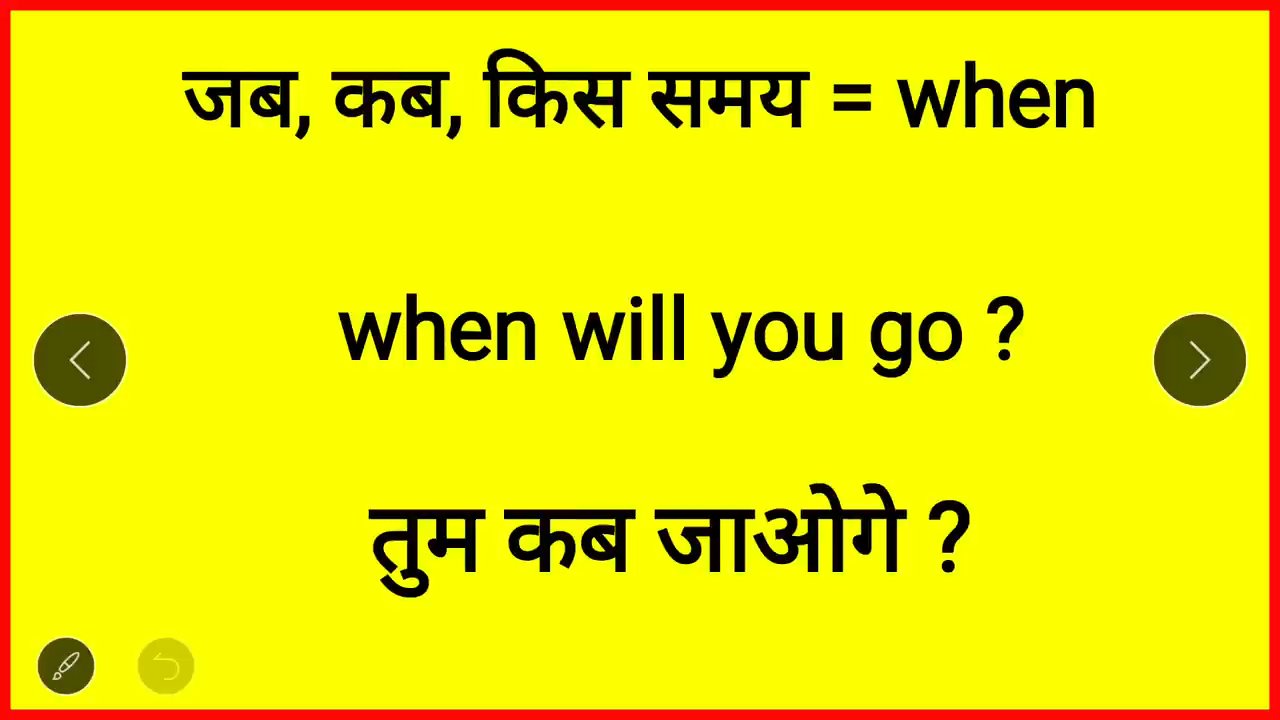 जब, कब, किस समय = when
when will you go ?
तुम कब जाओगे ?